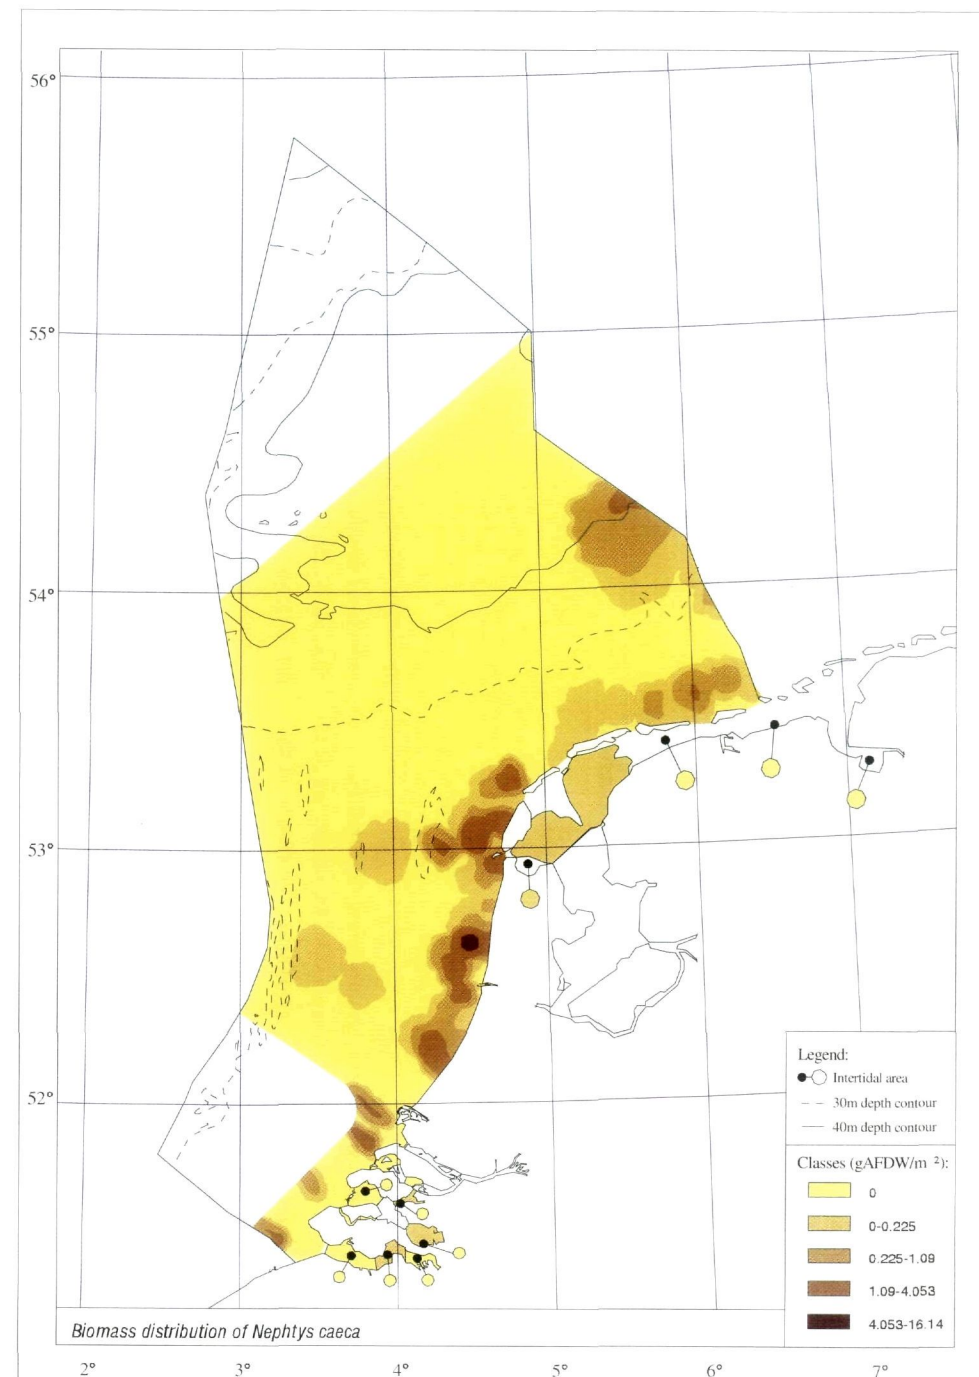 56°
55°
54°
53°
52°
Legend:
Intertidal area
30m depth contour
40m depth contour
Classes (gAFDW/m ²):
0
0-0.225
0.225-1.09
1.09-4.053
4.053-16.14
Biomass distribution of Nephtys caeca
2° 3° 4° 5° 6° 7°